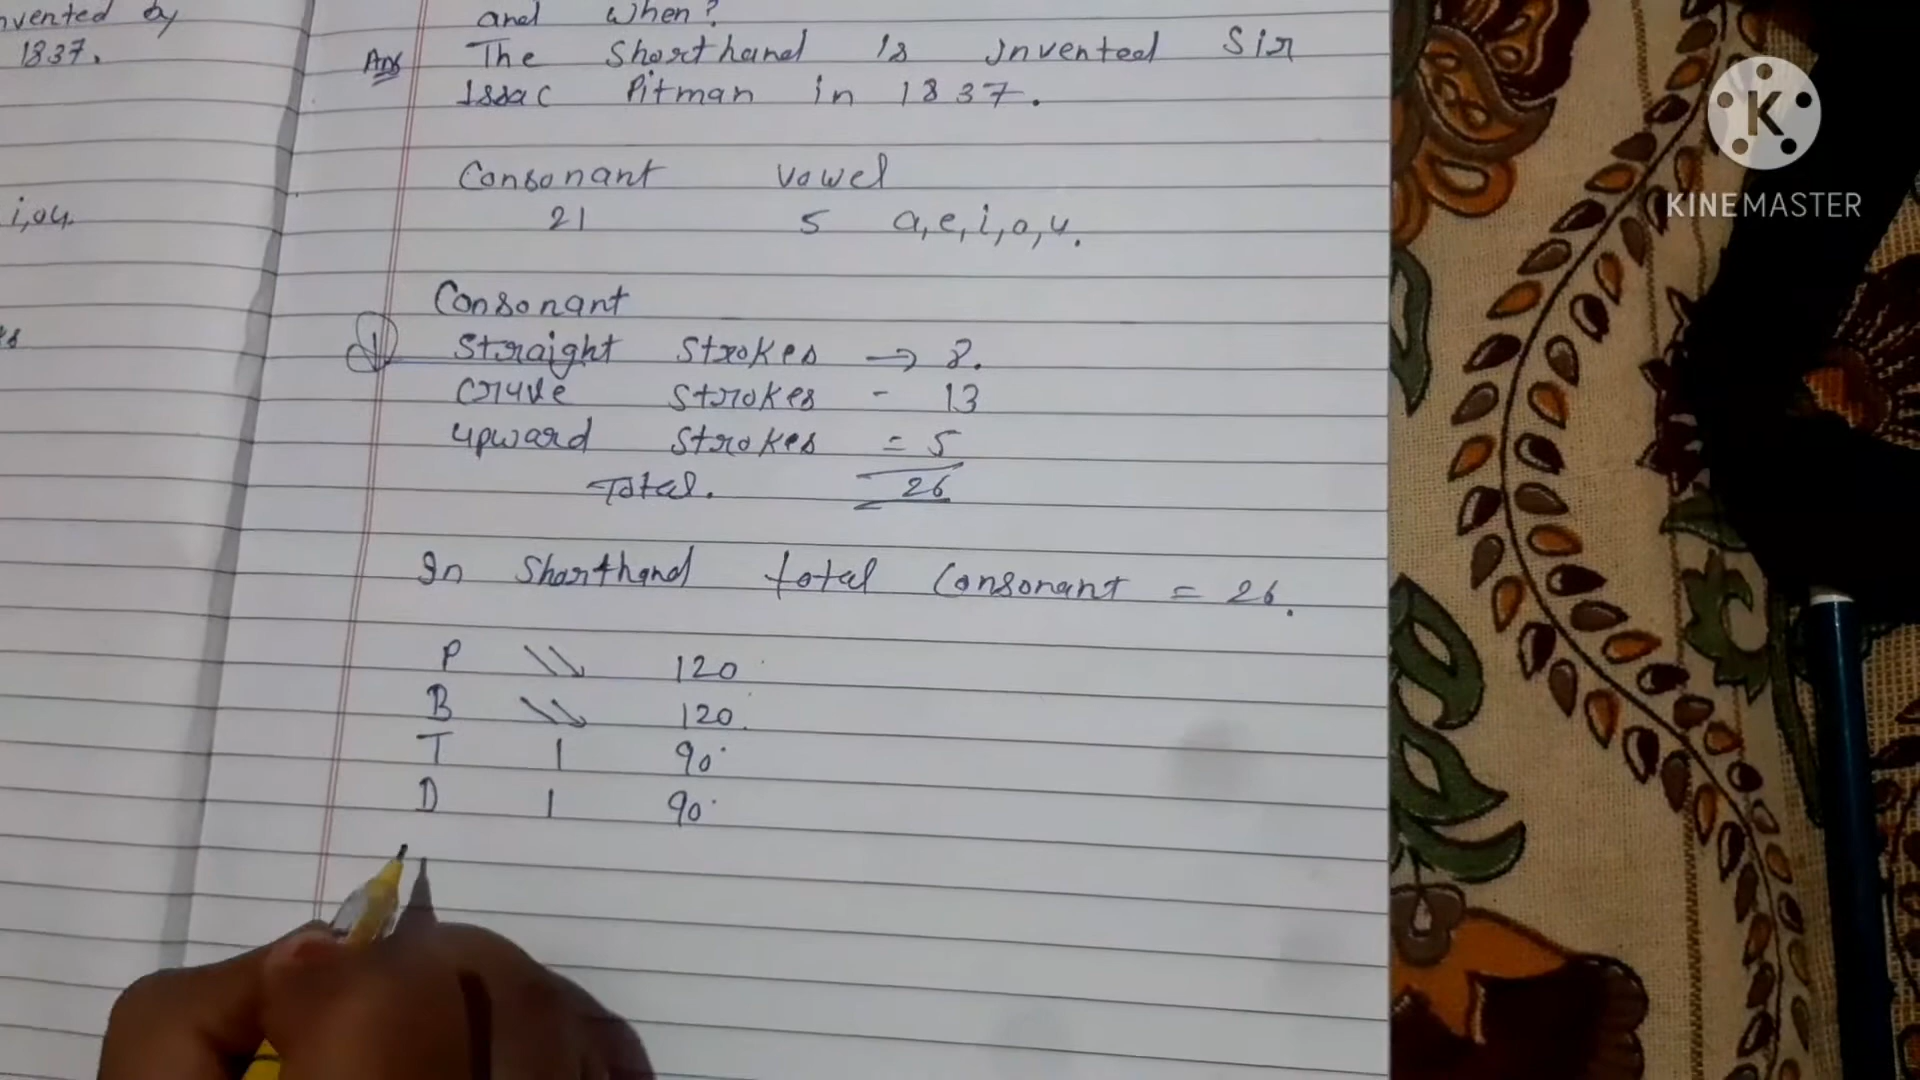 nvented by
1837.
i,o,u.
and When?
Ans The Shorthand is invented Sir
Issac Pitman in 1837.
Consonant vowel
21 5 a,e,i,o,u.
Consonant
1 Straight Strokes → 8.
Cruve Strokes - 13
upward Strokes = 5
Total. 26
In Shorthand total Consonant = 26.
P \\ 120
B \\ 120.
T | 90°
D | 90°
K
KINEMASTER